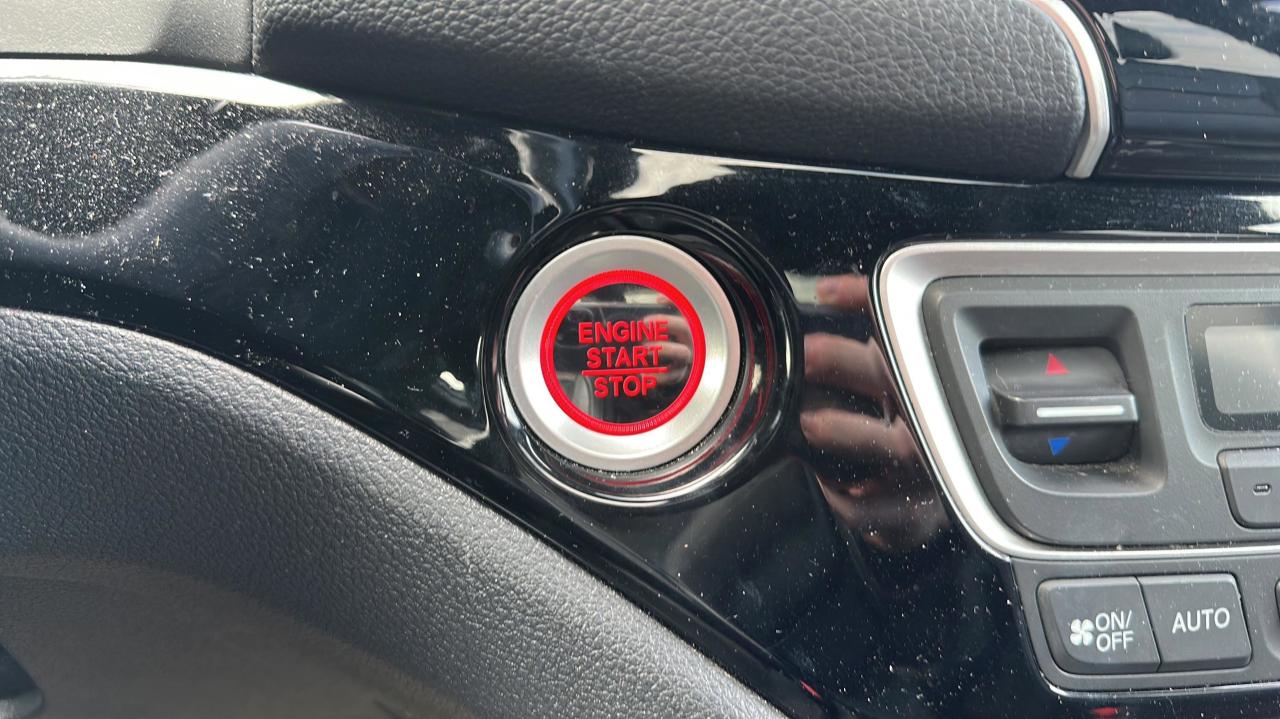 ENGINE
START
STOP
ON/
OFF
AUTO